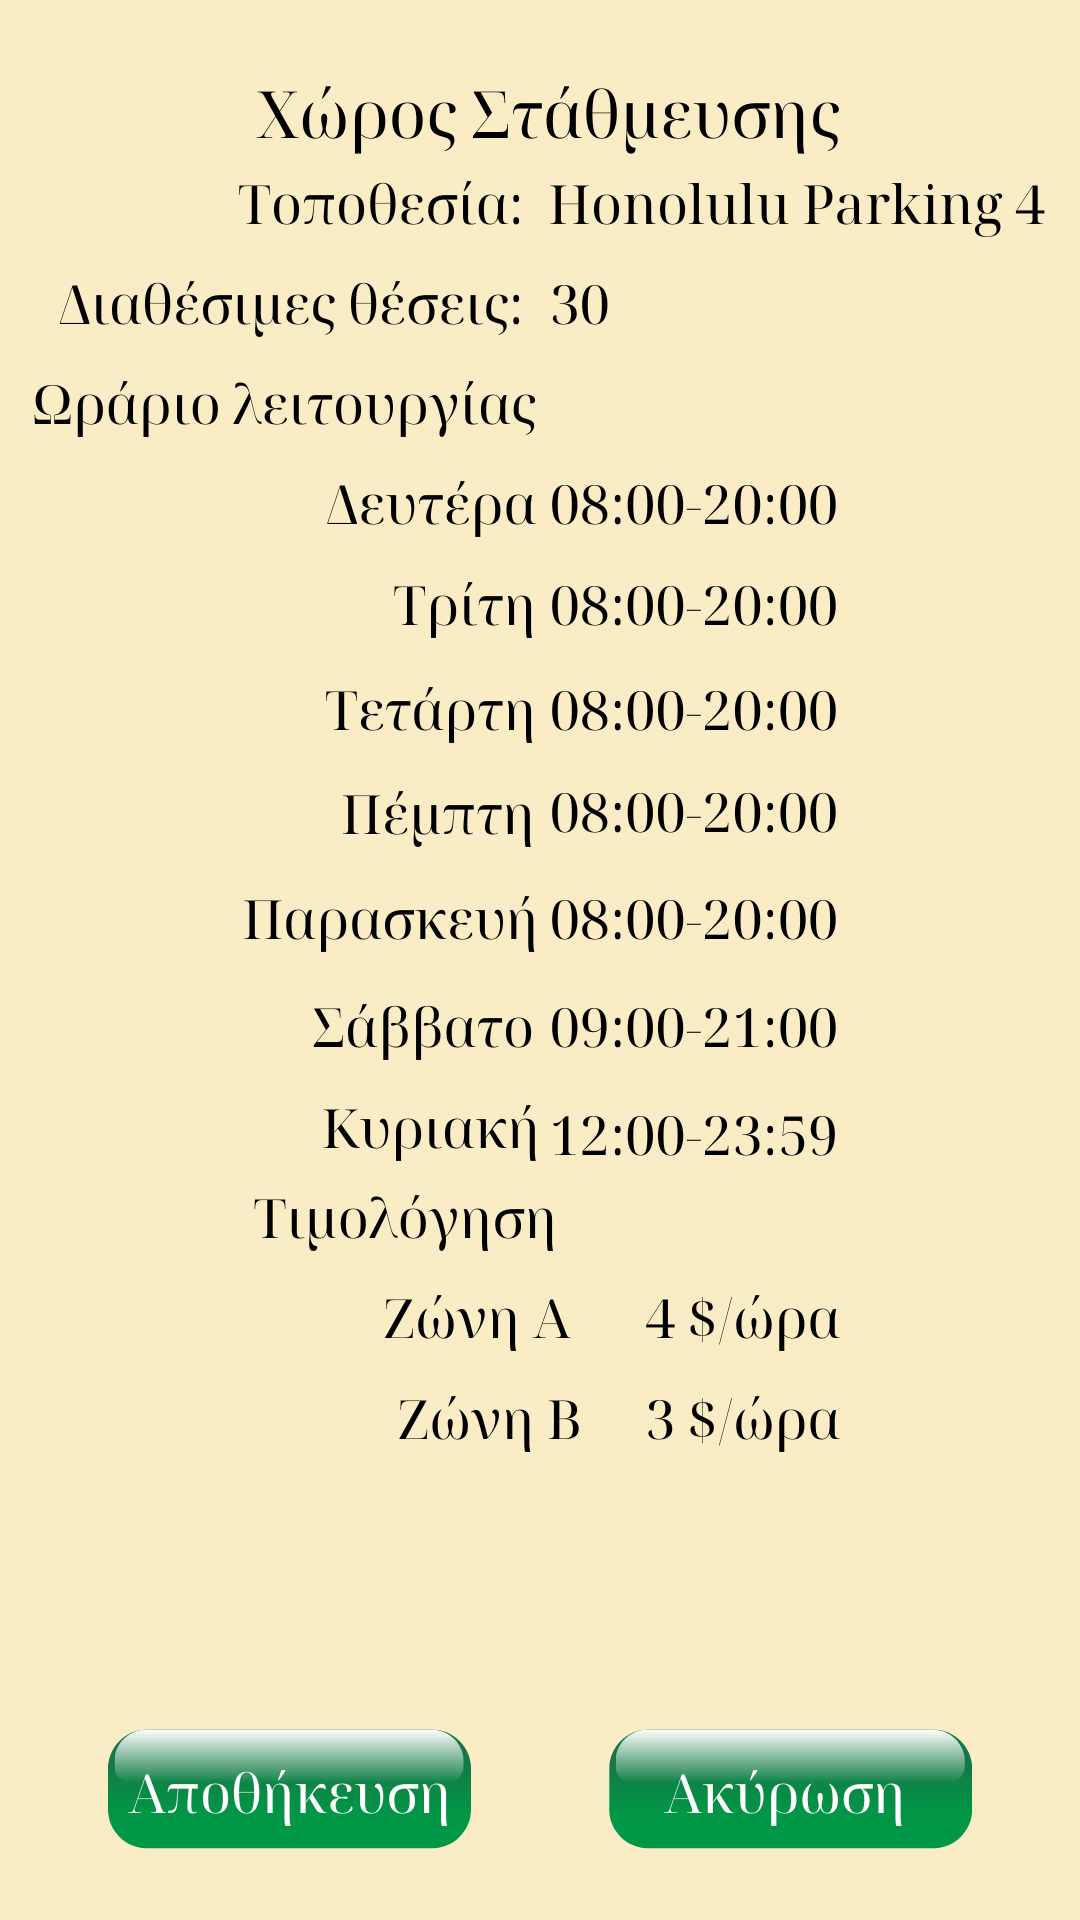 Χώρος Στάθμευσης
Τοποθεσία: Honolulu Parking 4
Διαθέσιμες θέσεις: 30
Ωράριο λειτουργίας
Δευτέρα 08:00-20:00
Τρίτη 08:00-20:00
Τετάρτη 08:00-20:00
Πέμπτη 08:00-20:00
Παρασκευή 08:00-20:00
Σάββατο 09:00-21:00
Κυριακή 12:00-23:59
Τιμολόγηση
Ζώνη Α 4 $/ώρα
Ζώνη Β 3 $/ώρα
Αποθήκευση Ακύρωση